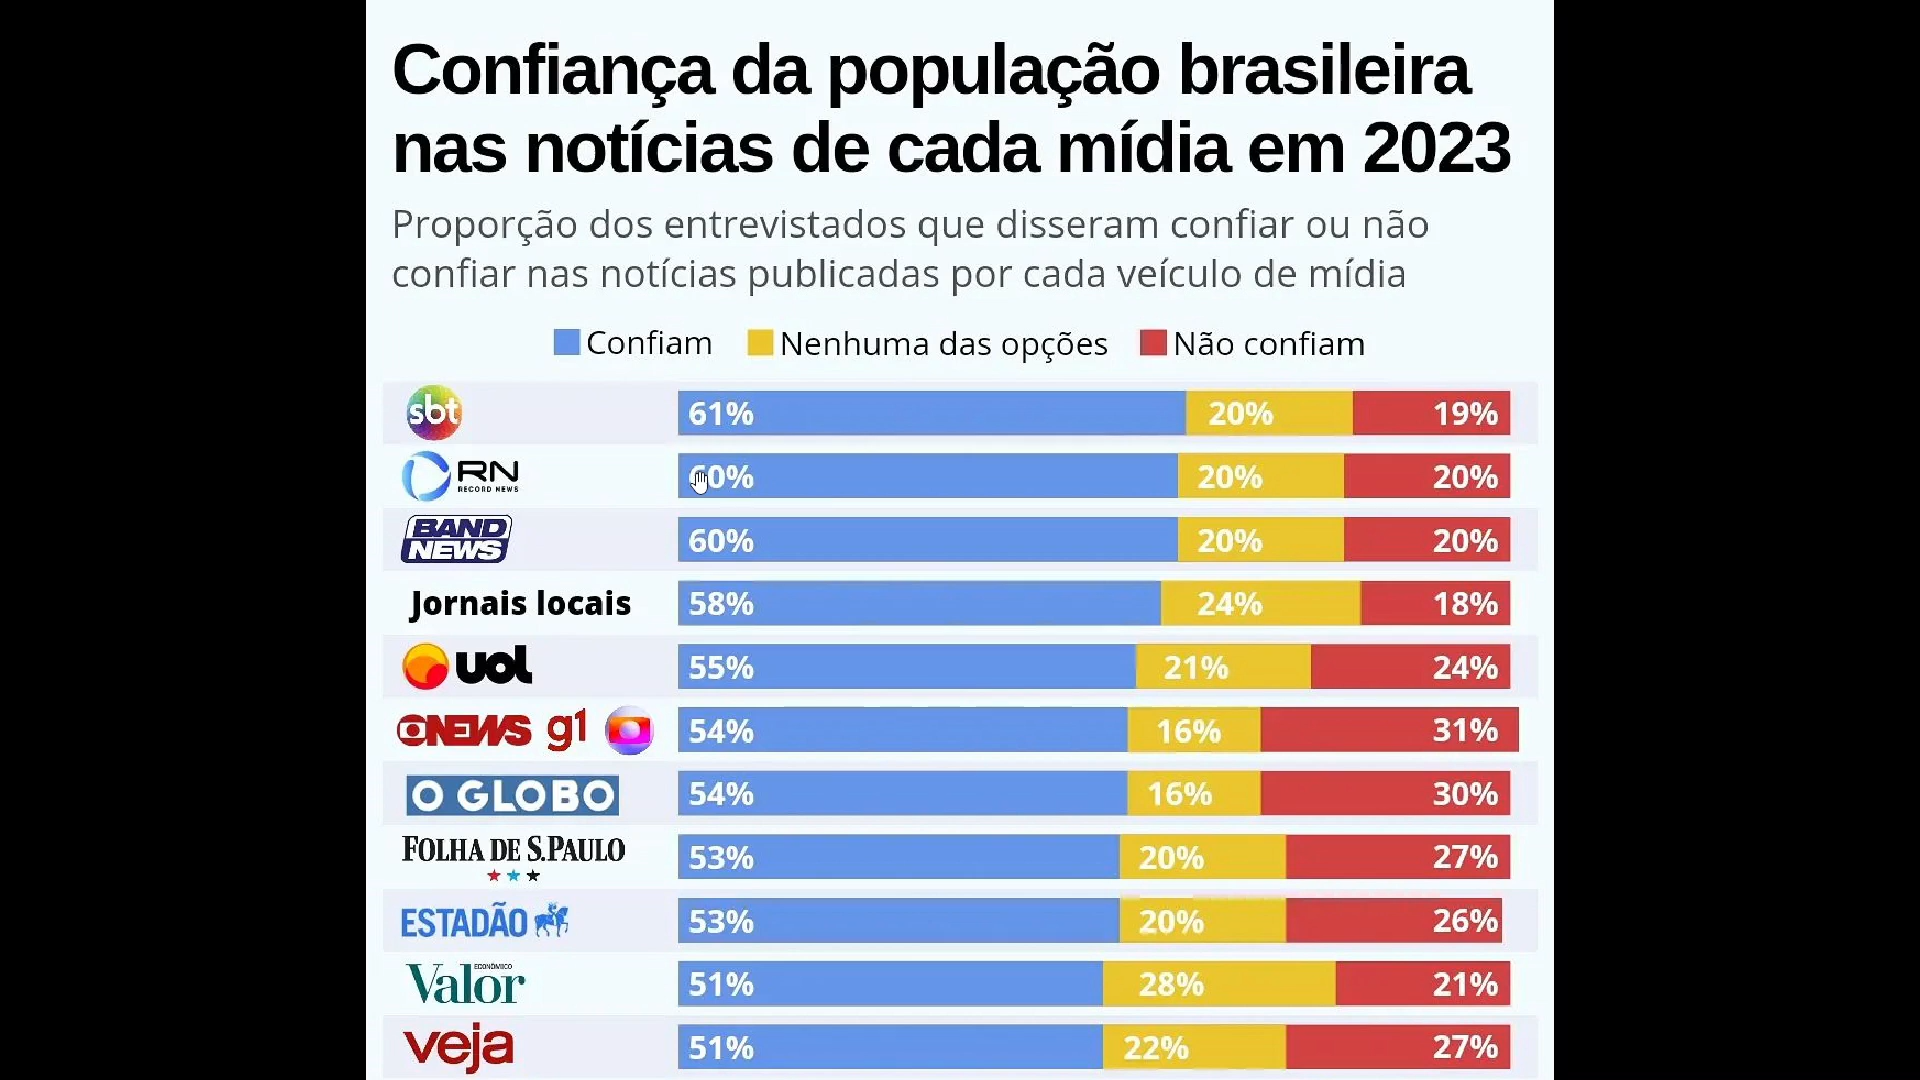 Confiança da população brasileira
nas notícias de cada mídia em 2023
Proporção dos entrevistados que disseram confiar ou não
confiar nas notícias publicadas por cada veículo de mídia
Confiam Nenhuma das opções Não confiam
sbt 61% 20% 19%
RN RECORD NEWS 0% 20% 20%
BAND NEWS 60% 20% 20%
Jornais locais 58% 24% 18%
uol 55% 21% 24%
NEWS g1 54% 16% 31%
O GLOBO 54% 16% 30%
FOLHA DE S.PAULO 53% 20% 27%
ESTADÃO 53% 20% 26%
Valor ECONÔMICO 51% 28% 21%
veja 51% 22% 27%